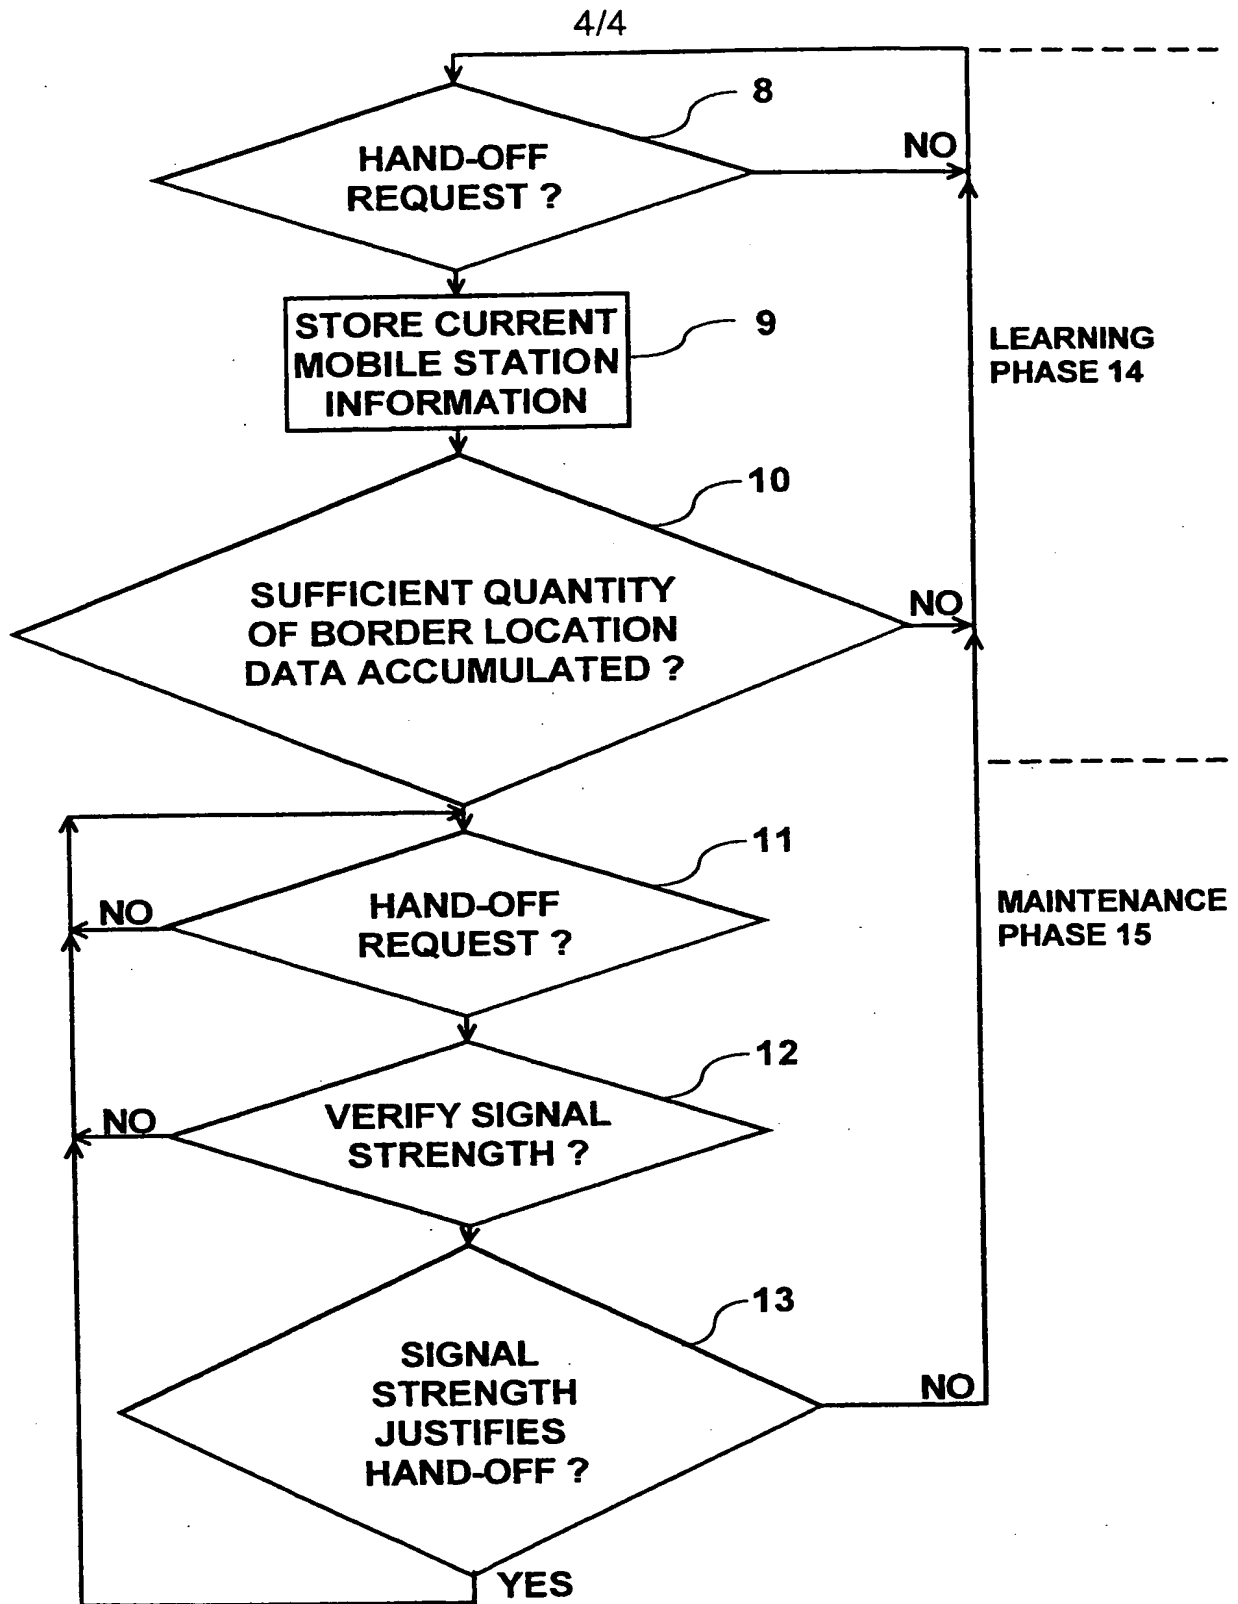 4/4
8
HAND-OFF
REQUEST ?
NO
STORE CURRENT
MOBILE STATION
INFORMATION
9
LEARNING
PHASE 14
10
SUFFICIENT QUANTITY
OF BORDER LOCATION
DATA ACCUMULATED ?
NO
11
HAND-OFF
REQUEST ?
NO
MAINTENANCE
PHASE 15
12
VERIFY SIGNAL
STRENGTH ?
NO
13
SIGNAL
STRENGTH
JUSTIFIES
HAND-OFF ?
NO
YES